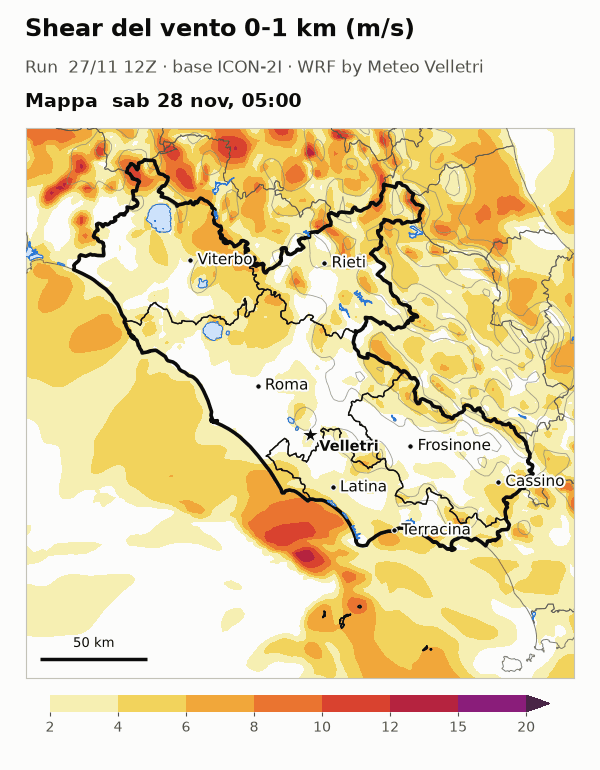 Shear del vento 0-1 km (m/s)
Run  27/11 12Z · base ICON-2I · WRF by Meteo Velletri
Mappa  sab 28 nov, 05:00
Viterbo
Rieti
Roma
Velletri
Frosinone
Latina
Cassino
Terracina
50 km
2 4 6 8 10 12 15 20